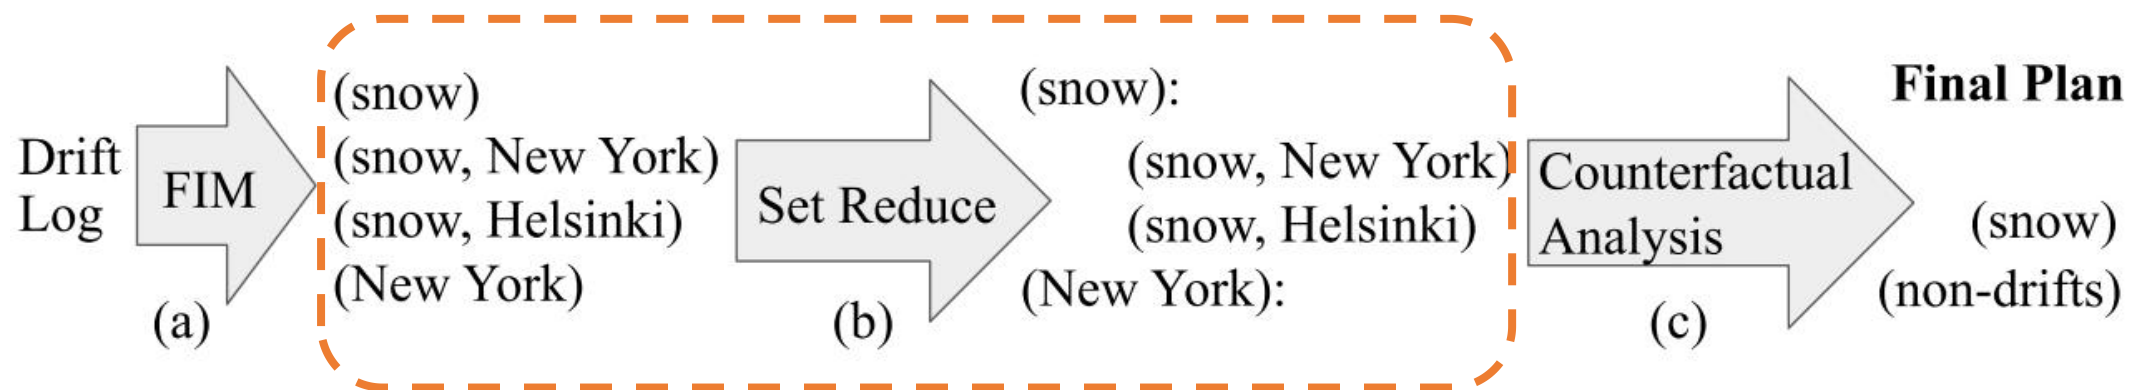 Drift
Log
FIM
(a)
(snow)
(snow, New York)
(snow, Helsinki)
(New York)
Set Reduce
(b)
(snow):
(snow, New York)
(snow, Helsinki)
(New York):
Counterfactual
Analysis
(c)
Final Plan
(snow)
(non-drifts)